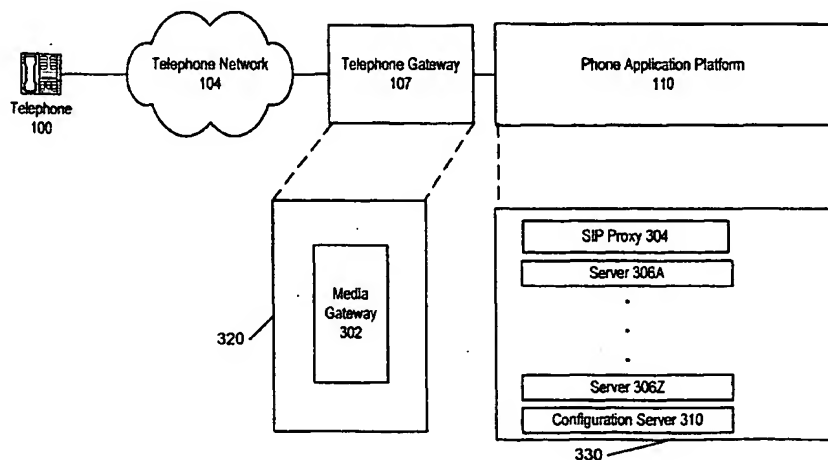 Telephone Network
104
Telephone Gateway
107
Phone Application Platform
110
Telephone
100
SIP Proxy 304
Server 306A
Media
Gateway
302
320
Server 306Z
Configuration Server 310
330